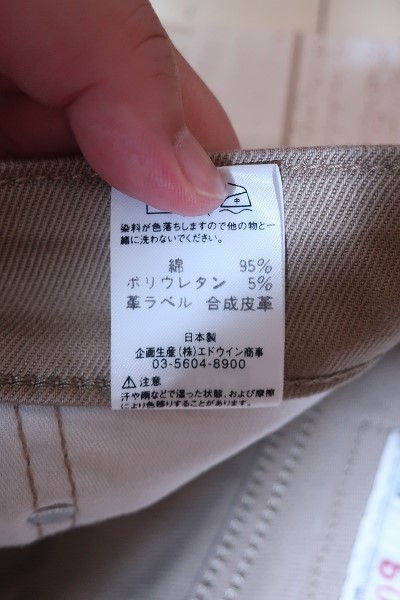 染料が色落ちしますので他の物と一
緒に洗わないでください。
綿 95%
ポリウレタン 5%
革ラベル 合成皮革
日本製
企画生産(株)エドウイン商事
03-5604-8900
⚠注意
汗や雨などで湿った状態、および摩擦
により色移りすることがあります。